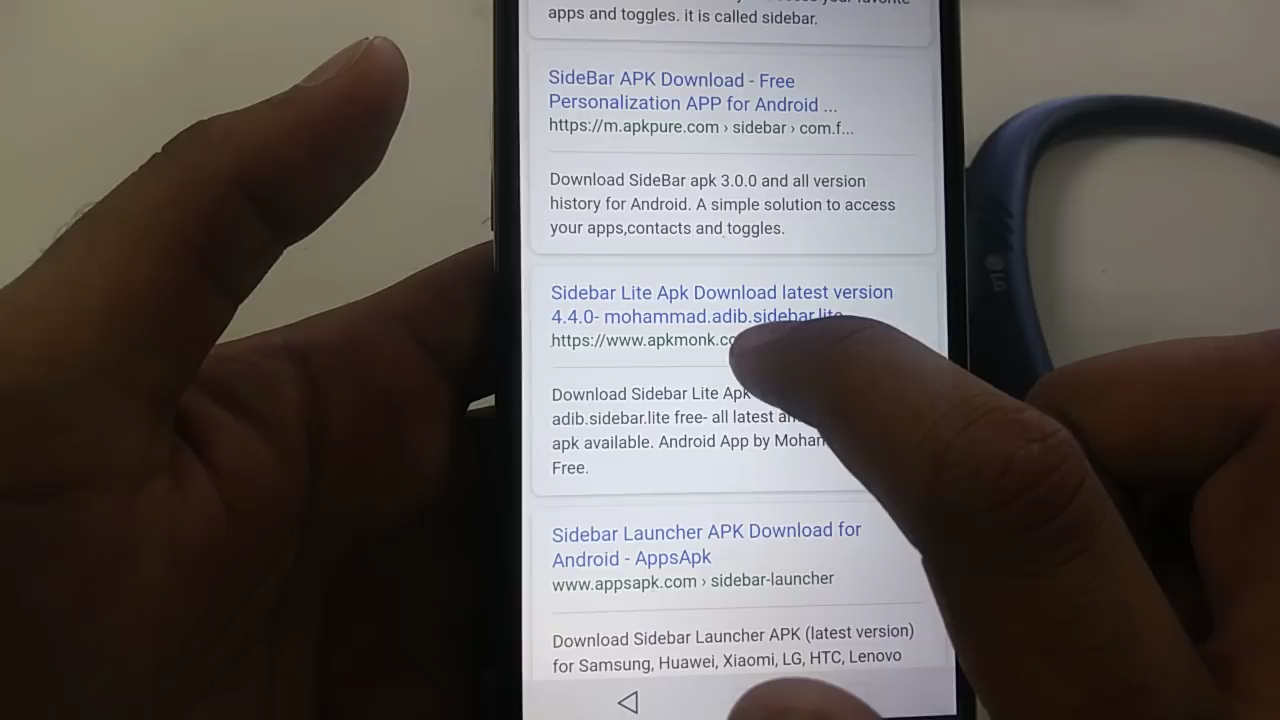 apps and toggles. it is called sidebar.
SideBar APK Download - Free
Personalization APP for Android ...
https://m.apkpure.com › sidebar › com.f...
Download SideBar apk 3.0.0 and all version
history for Android. A simple solution to access
your apps,contacts and toggles.
Sidebar Lite Apk Download latest version
4.4.0- mohammad.adib.sidebar.lite
https://www.apkmonk.co
Download Sidebar Lite Apk
adib.sidebar.lite free- all latest an
apk available. Android App by Moham
Free.
Sidebar Launcher APK Download for
Android - AppsApk
www.appsapk.com › sidebar-launcher
Download Sidebar Launcher APK (latest version)
for Samsung, Huawei, Xiaomi, LG, HTC, Lenovo
LG